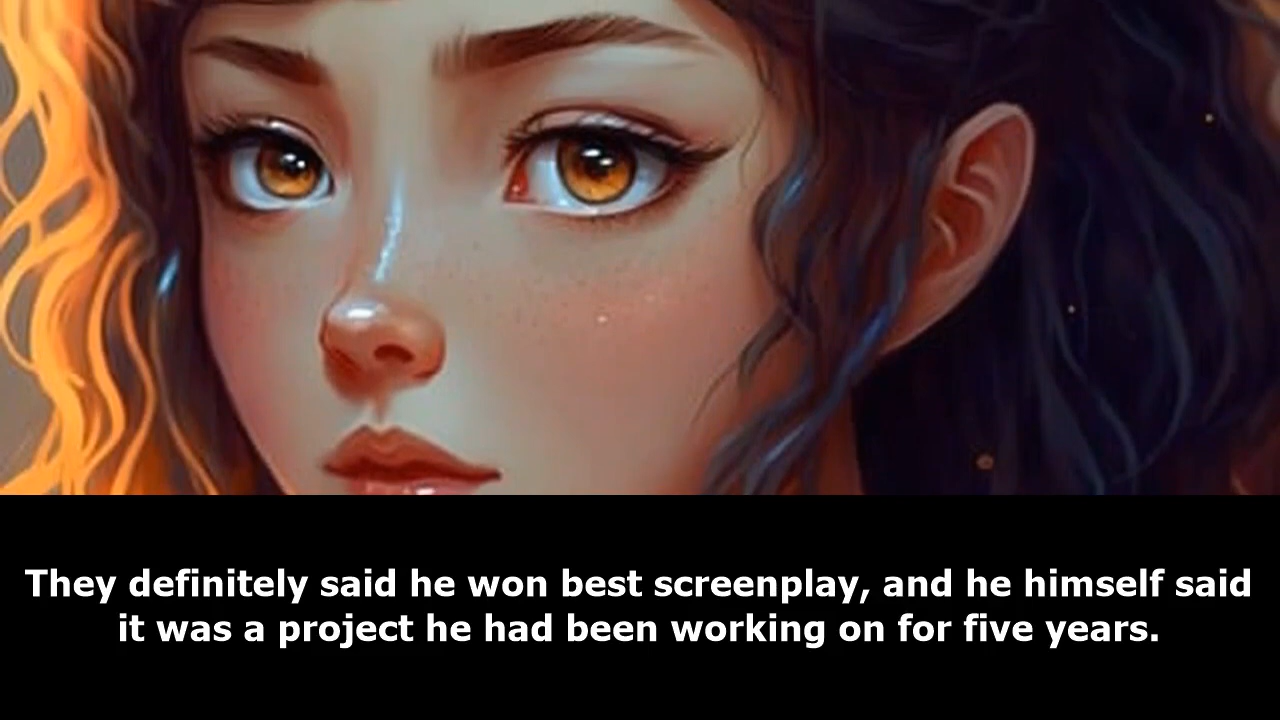 They definitely said he won best screenplay, and he himself said
it was a project he had been working on for five years.